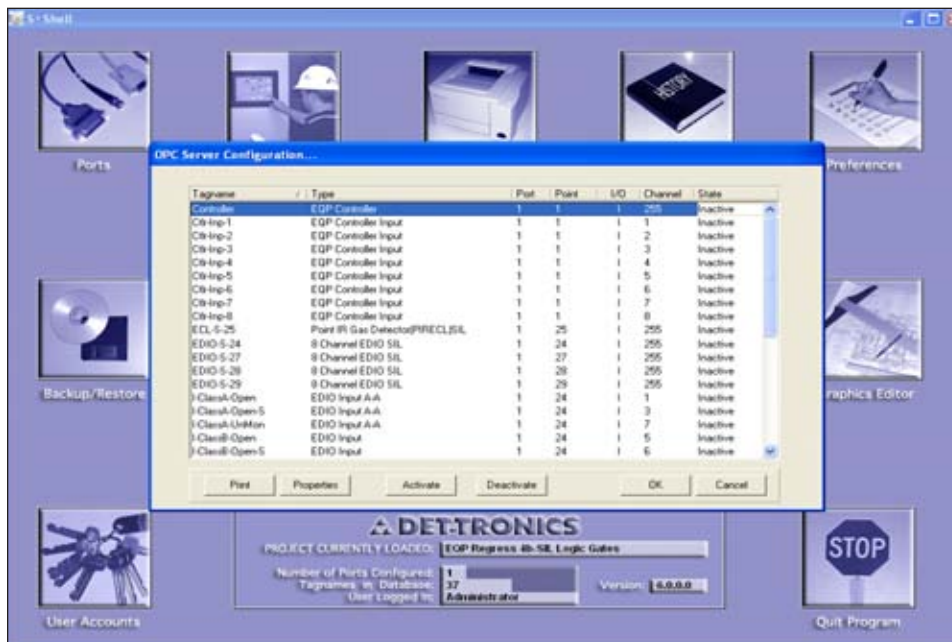 S³ Shell
HISTORY
Ports
Preferences
OPC Server Configuration...
Tagname / Type Port Point I/O Channel State
Controller EQP Controller 1 1 I 255 Inactive
Ctlr-Inp-1 EQP Controller Input 1 1 I 1 Inactive
Ctlr-Inp-2 EQP Controller Input 1 1 I 2 Inactive
Ctlr-Inp-3 EQP Controller Input 1 1 I 3 Inactive
Ctlr-Inp-4 EQP Controller Input 1 1 I 4 Inactive
Ctlr-Inp-5 EQP Controller Input 1 1 I 5 Inactive
Ctlr-Inp-6 EQP Controller Input 1 1 I 6 Inactive
Ctlr-Inp-7 EQP Controller Input 1 1 I 7 Inactive
Ctlr-Inp-8 EQP Controller Input 1 1 I 8 Inactive
ECL-S-25 Point IR Gas Detector(PIRECL)SIL 1 25 I 255 Inactive
EDIO-S-24 8 Channel EDIO SIL 1 24 I 255 Inactive
EDIO-S-27 8 Channel EDIO SIL 1 27 I 255 Inactive
EDIO-S-28 8 Channel EDIO SIL 1 28 I 255 Inactive
EDIO-S-29 8 Channel EDIO SIL 1 29 I 255 Inactive
I-ClassA-Open EDIO Input A-A 1 24 I 1 Inactive
I-ClassA-Open-S EDIO Input A-A 1 24 I 3 Inactive
I-ClassA-UnMon EDIO Input A-A 1 24 I 7 Inactive
I-ClassB-Open EDIO Input 1 24 I 5 Inactive
I-ClassB-Open-S EDIO Input 1 24 I 6 Inactive
Print Properties Activate Deactivate OK Cancel
Backup/Restore
raphics Editor
DET-TRONICS
PROJECT CURRENTLY LOADED: EQP Regress 4b-SIL Logic Gates
Number of Ports Configured: 1
Tagnames in Database: 37
User Logged In: Administrator
Version: 6.0.0.0
STOP
User Accounts
Quit Program